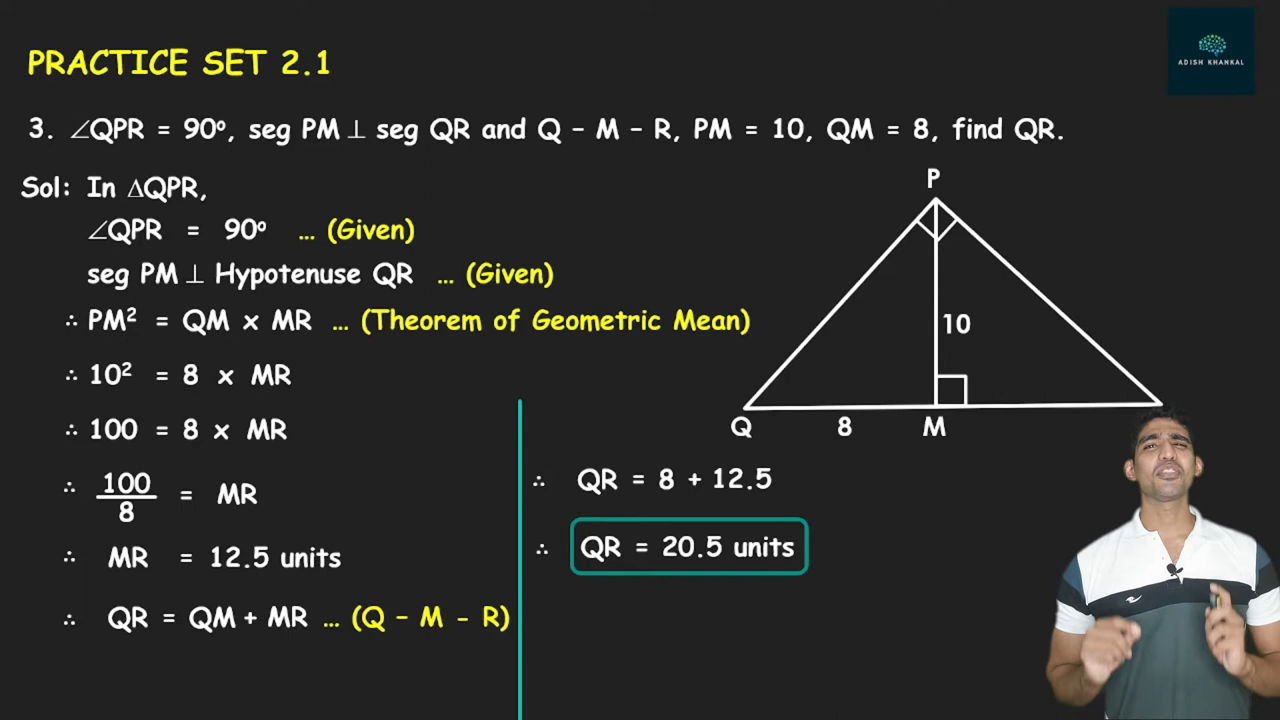 ADISH KHANKAL
PRACTICE SET 2.1
3. ∠QPR = 90°, seg PM ⊥ seg QR and Q – M – R, PM = 10, QM = 8, find QR.
Sol: In ∆QPR,
∠QPR = 90° ... (Given)
seg PM ⊥ Hypotenuse QR ... (Given)
∴ PM² = QM x MR ... (Theorem of Geometric Mean)
∴ 10² = 8 x MR
∴ 100 = 8 x MR
∴ 100/8 = MR
∴ MR = 12.5 units
∴ QR = QM + MR ... (Q – M - R)
P
10
Q 8 M
∴ QR = 8 + 12.5
∴ QR = 20.5 units